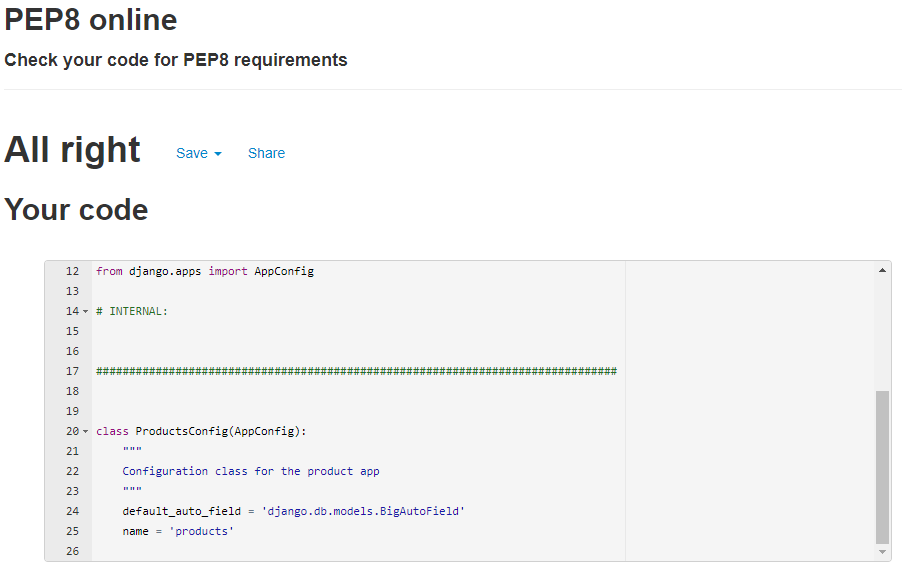 PEP8 online
Check your code for PEP8 requirements
All right Save Share
Your code
12 from django.apps import AppConfig
13
14 # INTERNAL:
15
16
17 ###############################################################################
18
19
20 class ProductsConfig(AppConfig):
21 """
22 Configuration class for the product app
23 """
24 default_auto_field = 'django.db.models.BigAutoField'
25 name = 'products'
26